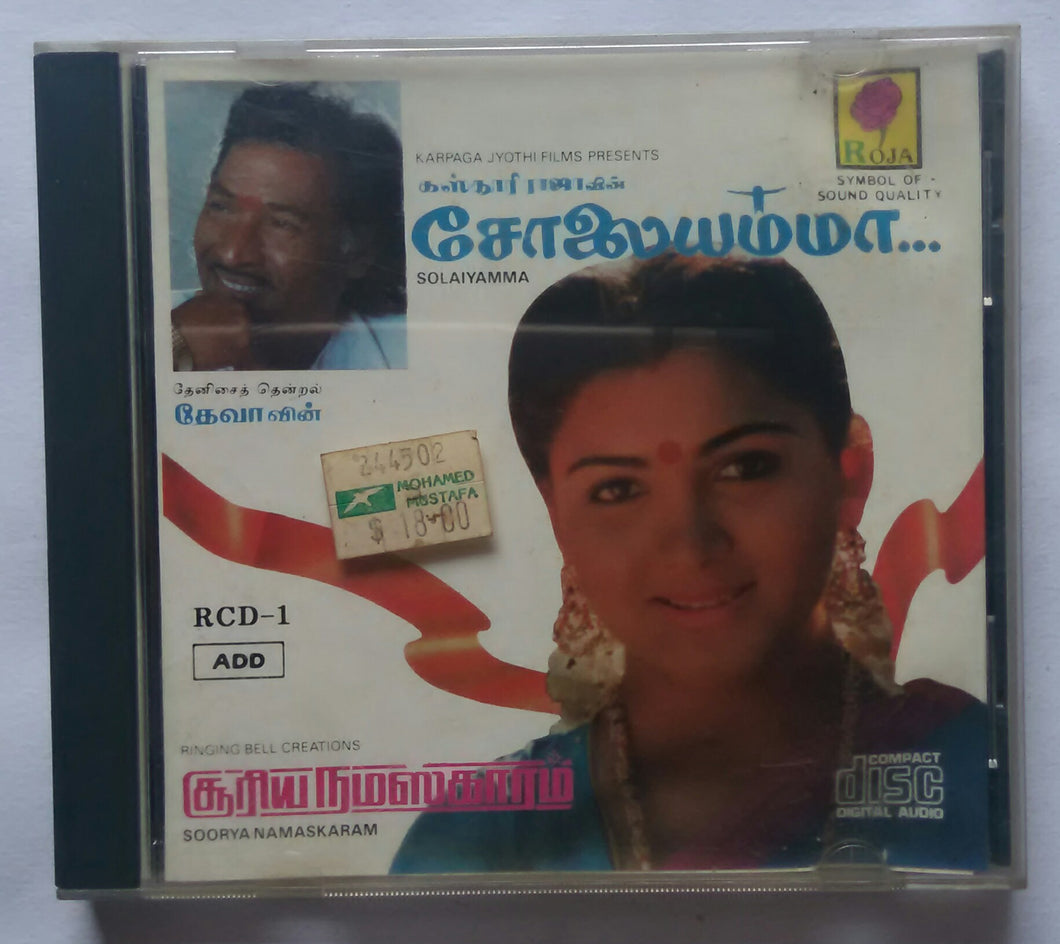 KARPAGA JYOTHI FILMS PRESENTS
கஸ்தூரி ராஜாவின்
சோலையம்மா...
SOLAIYAMMA
ROJA
SYMBOL OF -
SOUND QUALITY
தேனிசைத் தென்றல்
தேவாவின்
244502
MOHAMED
MUSTAFA
$ 18-00
RCD-1
ADD
RINGING BELL CREATIONS
சூரிய நமஸ்காரம்
SOORYA NAMASKARAM
COMPACT
disc
DIGITAL AUDIO